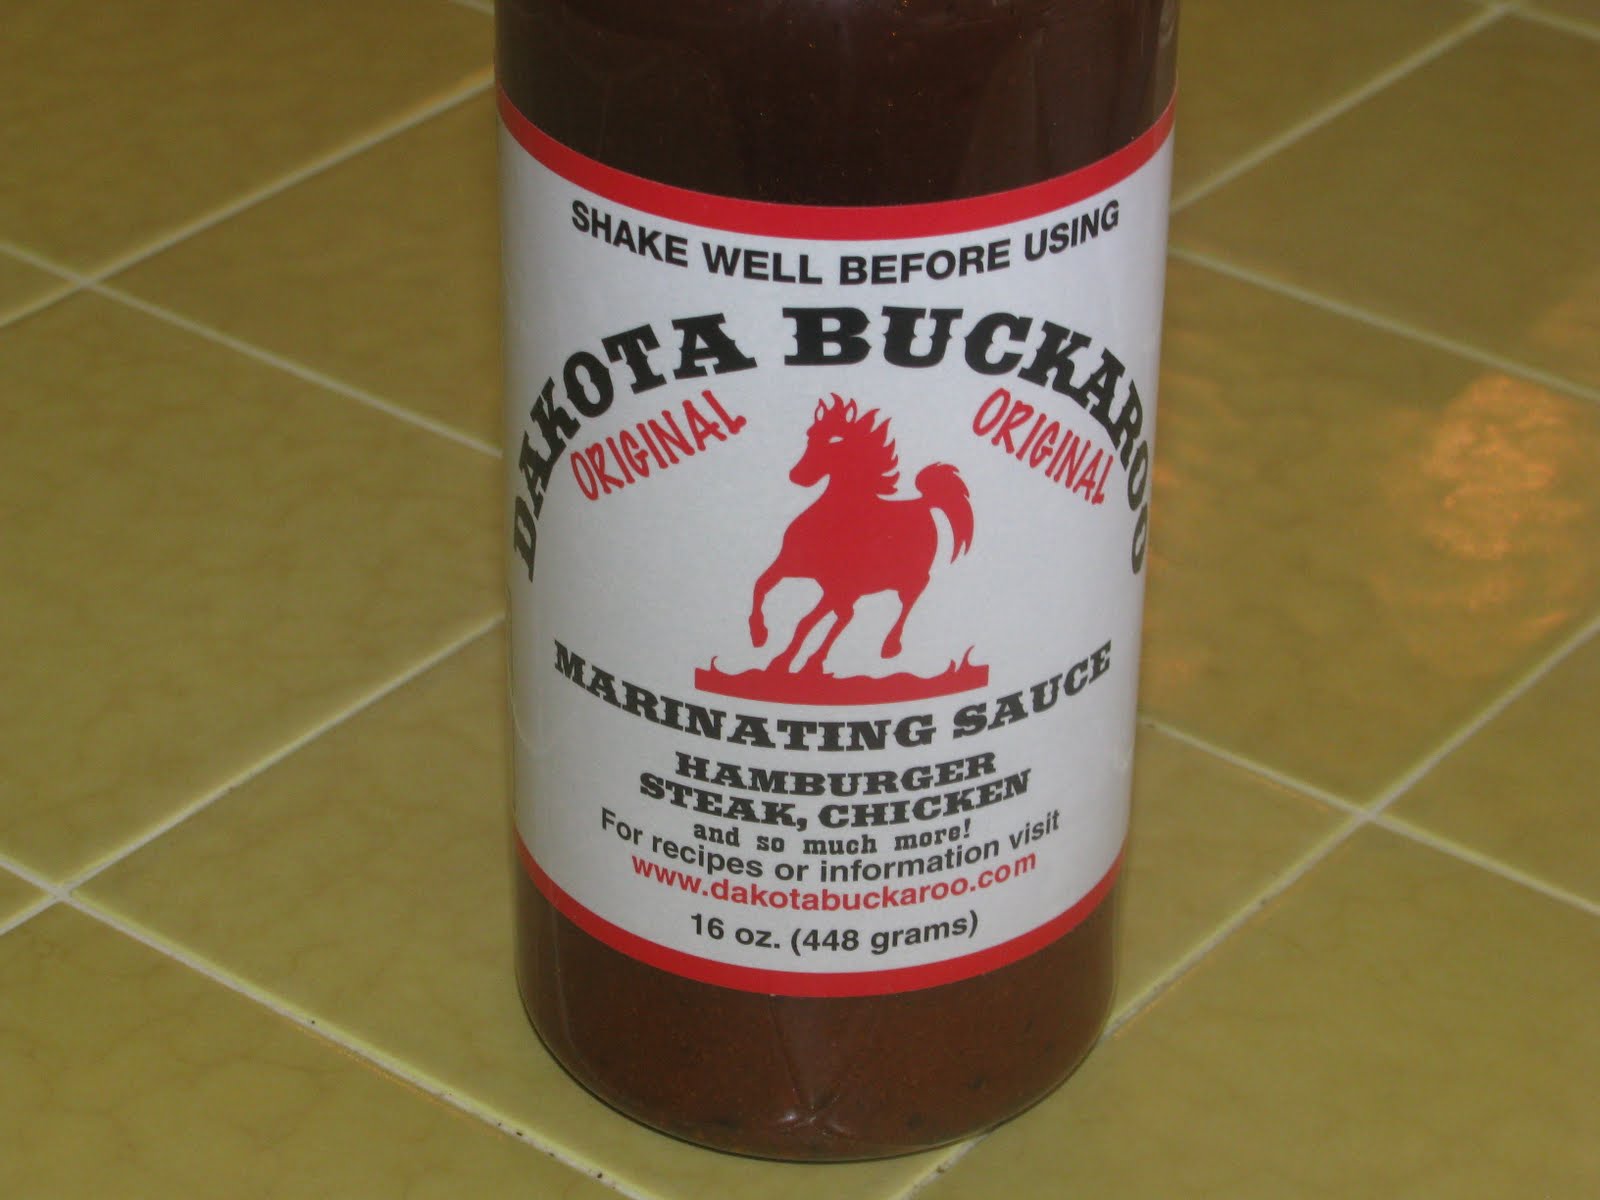 SHAKE WELL BEFORE USING
DAKOTA BUCKAROO
ORIGINAL ORIGINAL
MARINATING SAUCE
HAMBURGER
STEAK, CHICKEN
and so much more!
For recipes or information visit
www.dakotabuckaroo.com
16 oz. (448 grams)